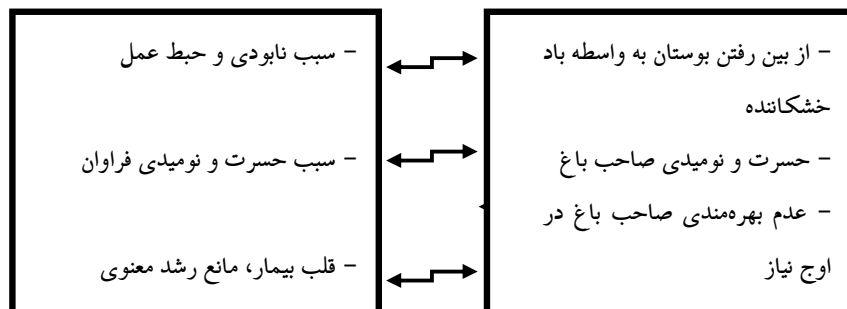 – از بین رفتن بوستان به واسطه باد
خشکاننده
– حسرت و نومیدی صاحب باغ
– عدم بهره‌مندی صاحب باغ در
اوج نیاز
– سبب نابودی و حبط عمل
– سبب حسرت و نومیدی فراوان
– قلب بیمار، مانع رشد معنوی